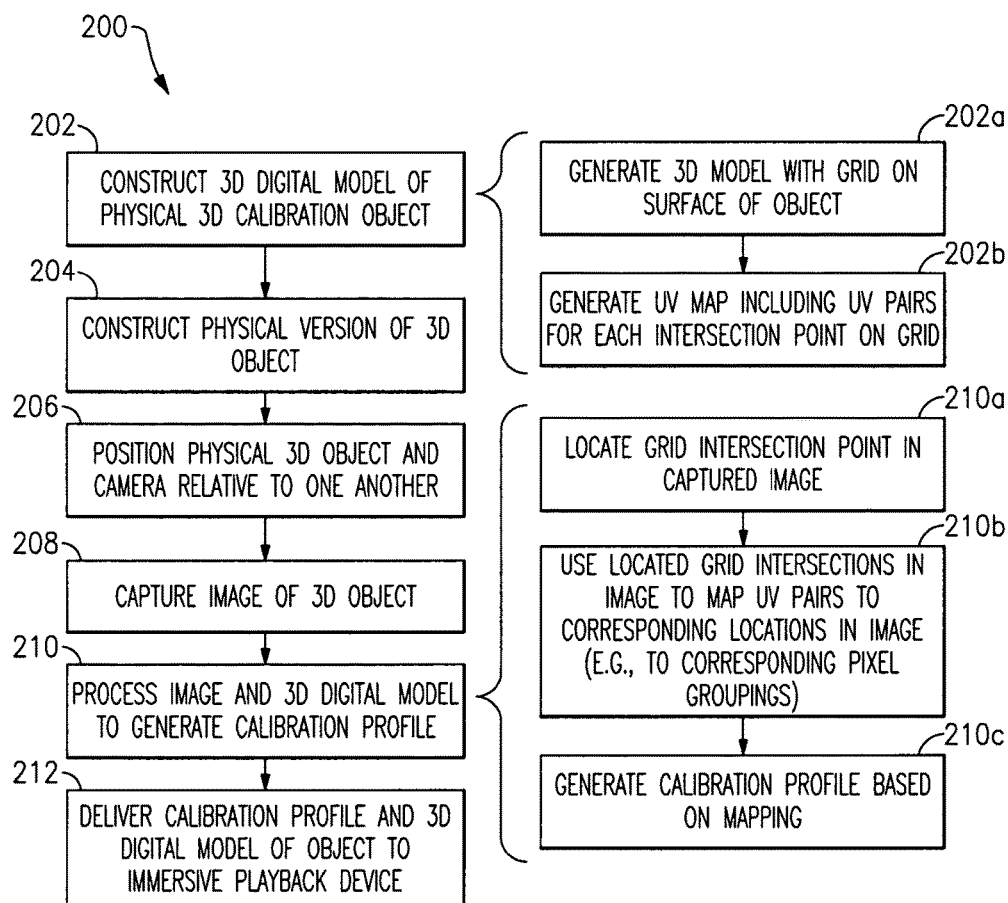 200
202
CONSTRUCT 3D DIGITAL MODEL OF
PHYSICAL 3D CALIBRATION OBJECT
204
CONSTRUCT PHYSICAL VERSION OF 3D
OBJECT
206
POSITION PHYSICAL 3D OBJECT AND
CAMERA RELATIVE TO ONE ANOTHER
208
CAPTURE IMAGE OF 3D OBJECT
210
PROCESS IMAGE AND 3D DIGITAL MODEL
TO GENERATE CALIBRATION PROFILE
212
DELIVER CALIBRATION PROFILE AND 3D
DIGITAL MODEL OF OBJECT TO
IMMERSIVE PLAYBACK DEVICE
202a
GENERATE 3D MODEL WITH GRID ON
SURFACE OF OBJECT
202b
GENERATE UV MAP INCLUDING UV PAIRS
FOR EACH INTERSECTION POINT ON GRID
210a
LOCATE GRID INTERSECTION POINT IN
CAPTURED IMAGE
210b
USE LOCATED GRID INTERSECTIONS IN
IMAGE TO MAP UV PAIRS TO
CORRESPONDING LOCATIONS IN IMAGE
(E.G., TO CORRESPONDING PIXEL
GROUPINGS)
210c
GENERATE CALIBRATION PROFILE BASED
ON MAPPING